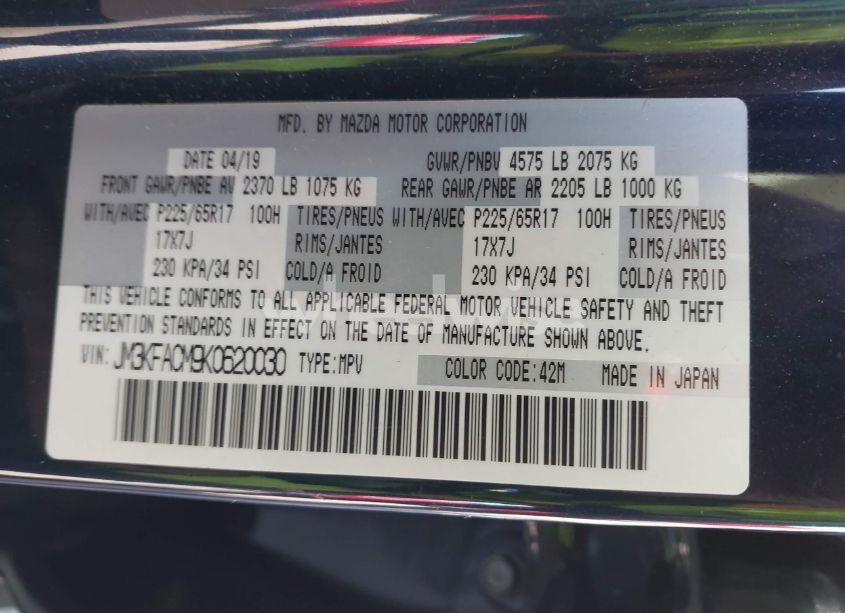 MFD. BY MAZDA MOTOR CORPORATION
DATE 04/19 GVWR/PNBV 4575 LB 2075 KG
FRONT GAWR/PNBE AV 2370 LB 1075 KG REAR GAWR/PNBE AR 2205 LB 1000 KG
WITH/AVEC P225/65R17 100H TIRES/PNEUS WITH/AVEC P225/65R17 100H TIRES/PNEUS
17X7J RIMS/JANTES 17X7J RIMS/JANTES
230 KPA/34 PSI COLD/A FROID 230 KPA/34 PSI COLD/A FROID
THIS VEHICLE CONFORMS TO ALL APPLICABLE FEDERAL MOTOR VEHICLE SAFETY AND THEFT
PREVENTION STANDARDS IN EFFECT ON THE DATE OF MANUFACTURE SHOWN ABOVE.
VIN: JM3KFACM9K0620030 TYPE:MPV COLOR CODE:42M MADE IN JAPAN